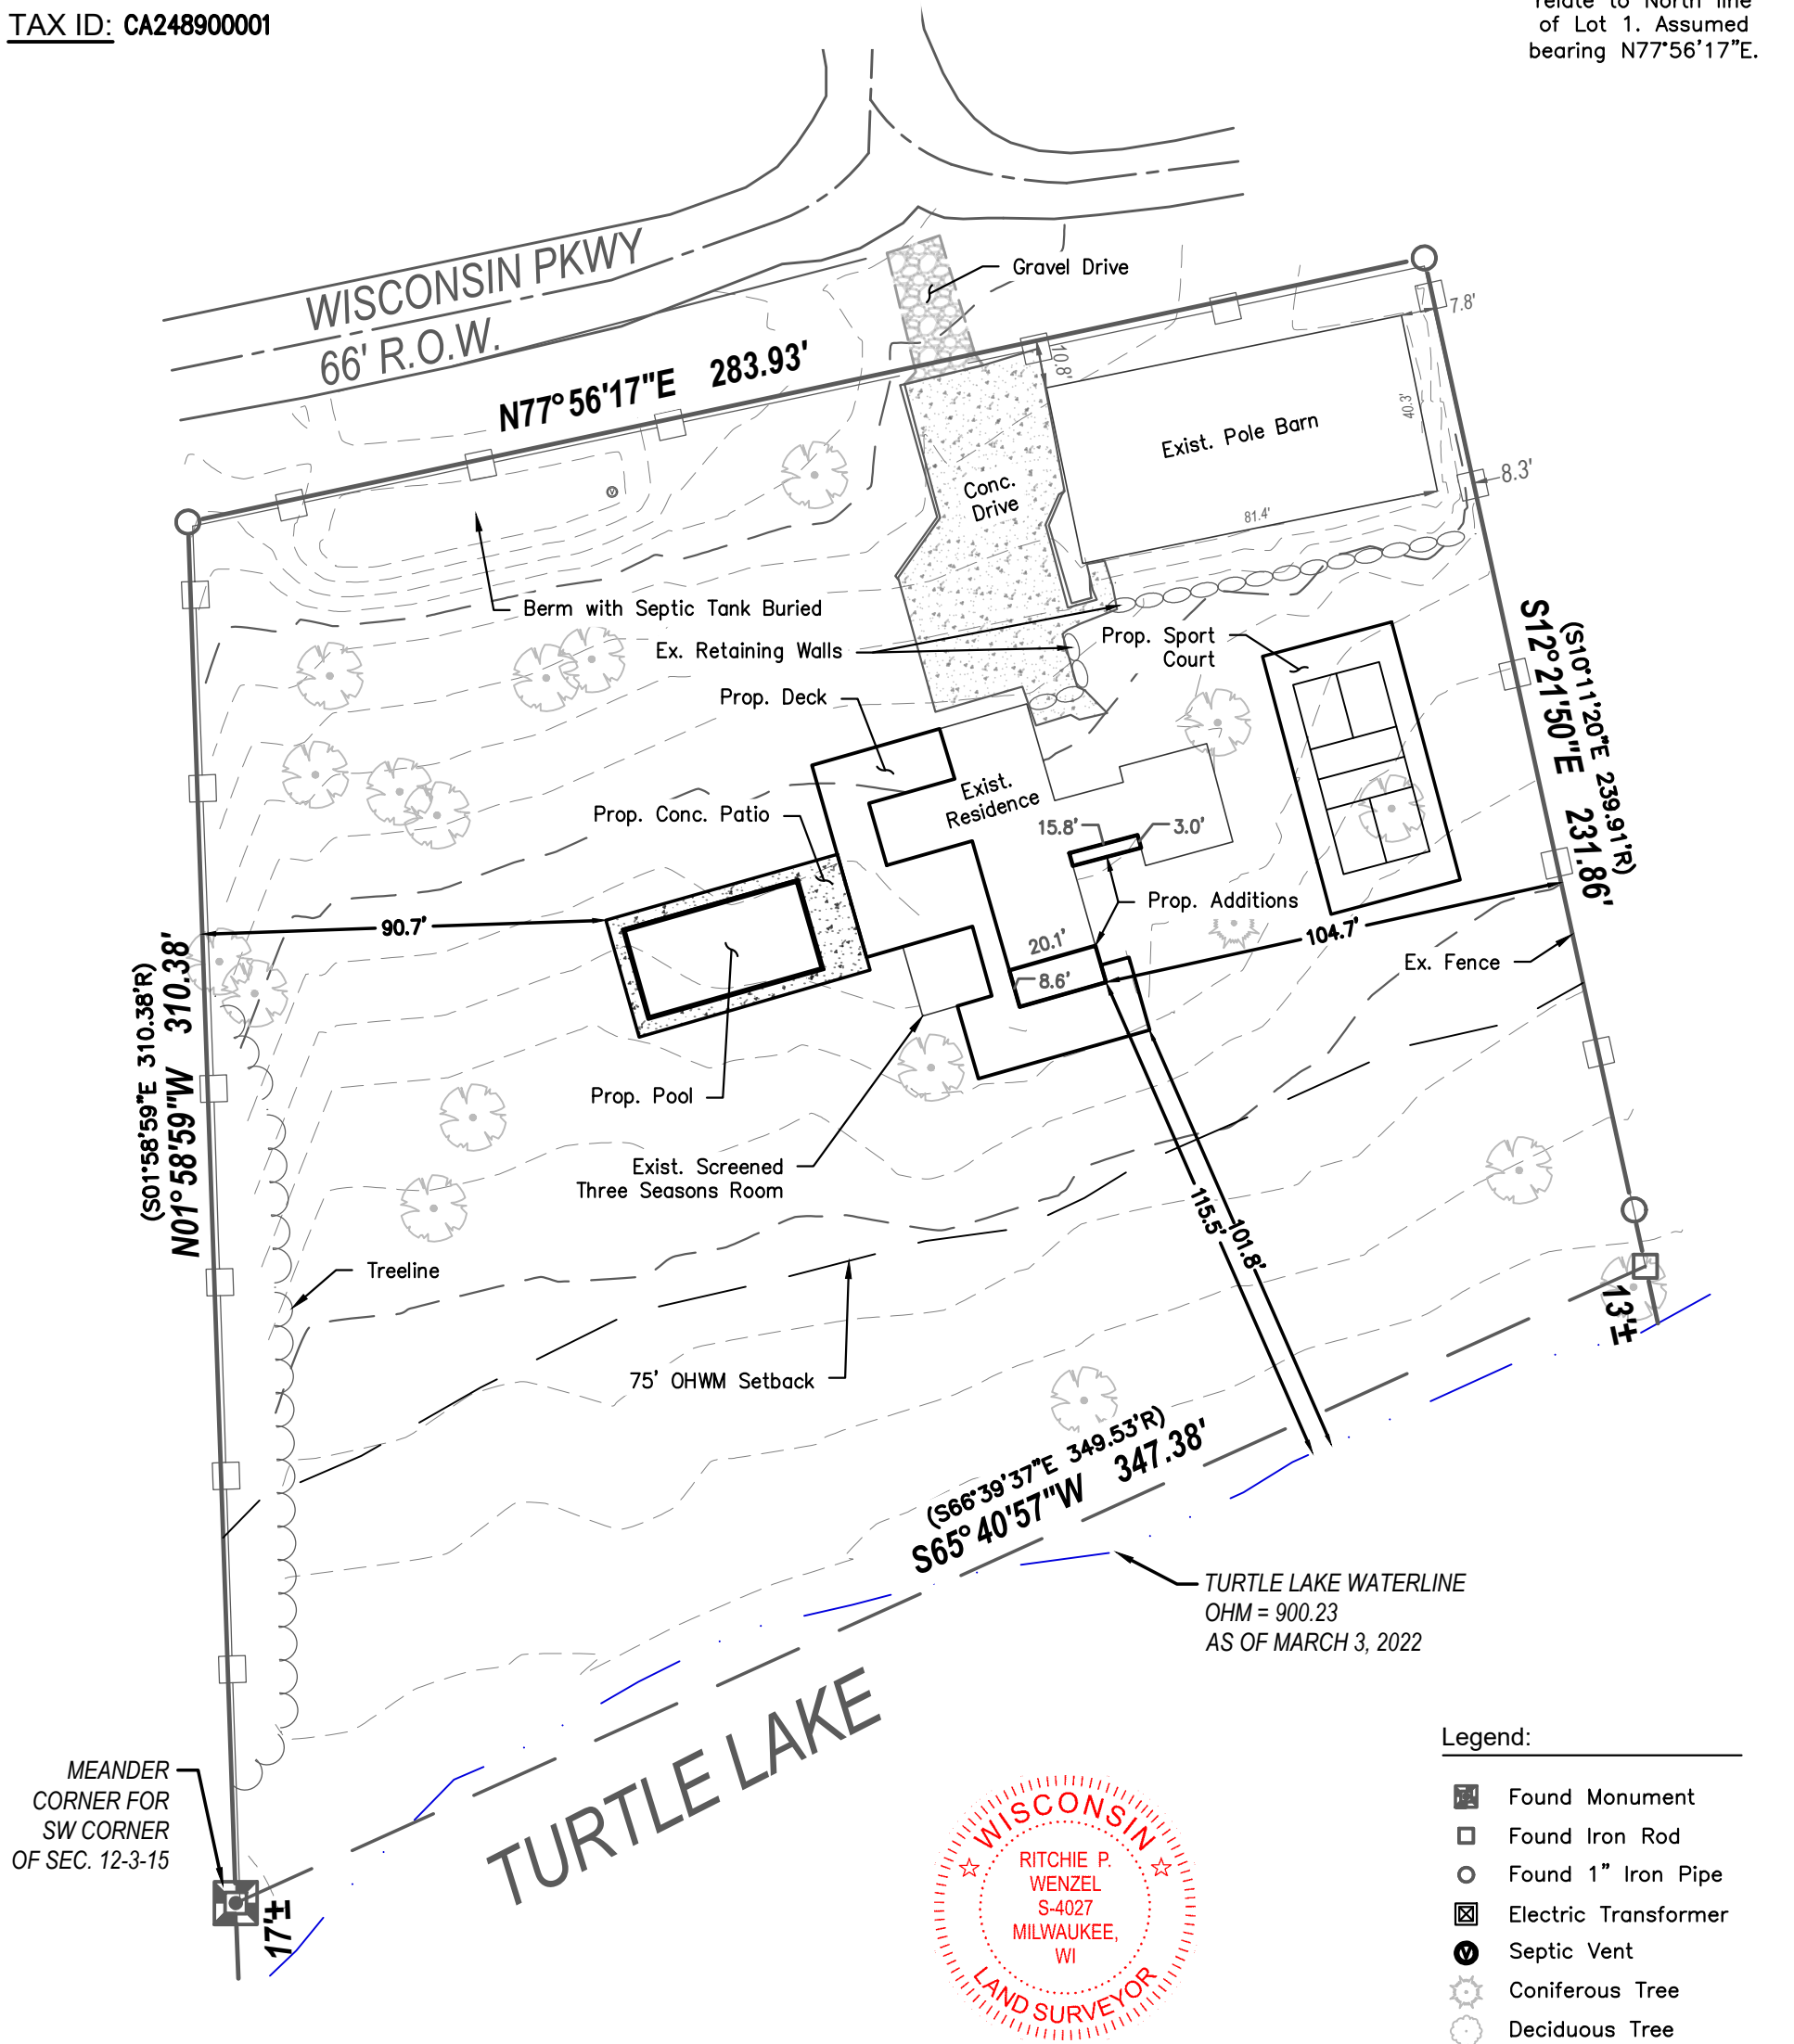 TAX ID: CA248900001
relate to North line
of Lot 1. Assumed
bearing N77°56'17"E.
WISCONSIN PKWY
66' R.O.W.
N77°56'17"E 283.93'
Gravel Drive
7.8'
10.8'
40.3'
Exist. Pole Barn
8.3'
81.4'
Conc.
Drive
V
Berm with Septic Tank Buried
Ex. Retaining Walls
Prop. Sport
Court
(S10°11'20"E 239.91'R)
S12°21'50"E 231.86'
Prop. Deck
Exist.
Residence
Prop. Conc. Patio
15.8'
3.0'
Prop. Additions
90.7'
20.1'
8.6'
104.7'
Ex. Fence
(S01°58'59"E 310.38'R)
N01°58'59"W 310.38'
Prop. Pool
Exist. Screened
Three Seasons Room
115.5'
101.8'
Treeline
13'±
75' OHWM Setback
(S66°39'37"E 349.53'R)
S65°40'57"W 347.38'
TURTLE LAKE WATERLINE
OHM = 900.23
AS OF MARCH 3, 2022
TURTLE LAKE
MEANDER
CORNER FOR
SW CORNER
OF SEC. 12-3-15
17'±
WISCONSIN
RITCHIE P.
WENZEL
S-4027
MILWAUKEE,
WI
LAND SURVEYOR
Legend:
Found Monument
Found Iron Rod
Found 1" Iron Pipe
Electric Transformer
V Septic Vent
Coniferous Tree
Deciduous Tree